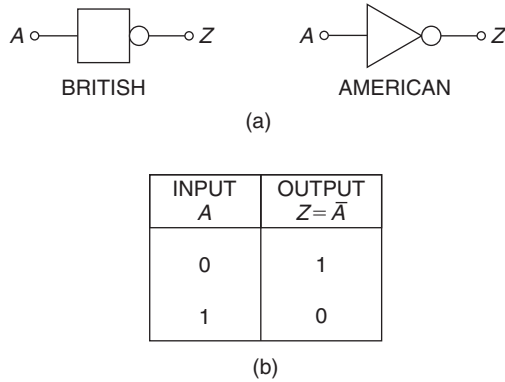 A Z A Z
BRITISH AMERICAN
(a)
INPUT OUTPUT
A Z = Ā
0 1
1 0
(b)